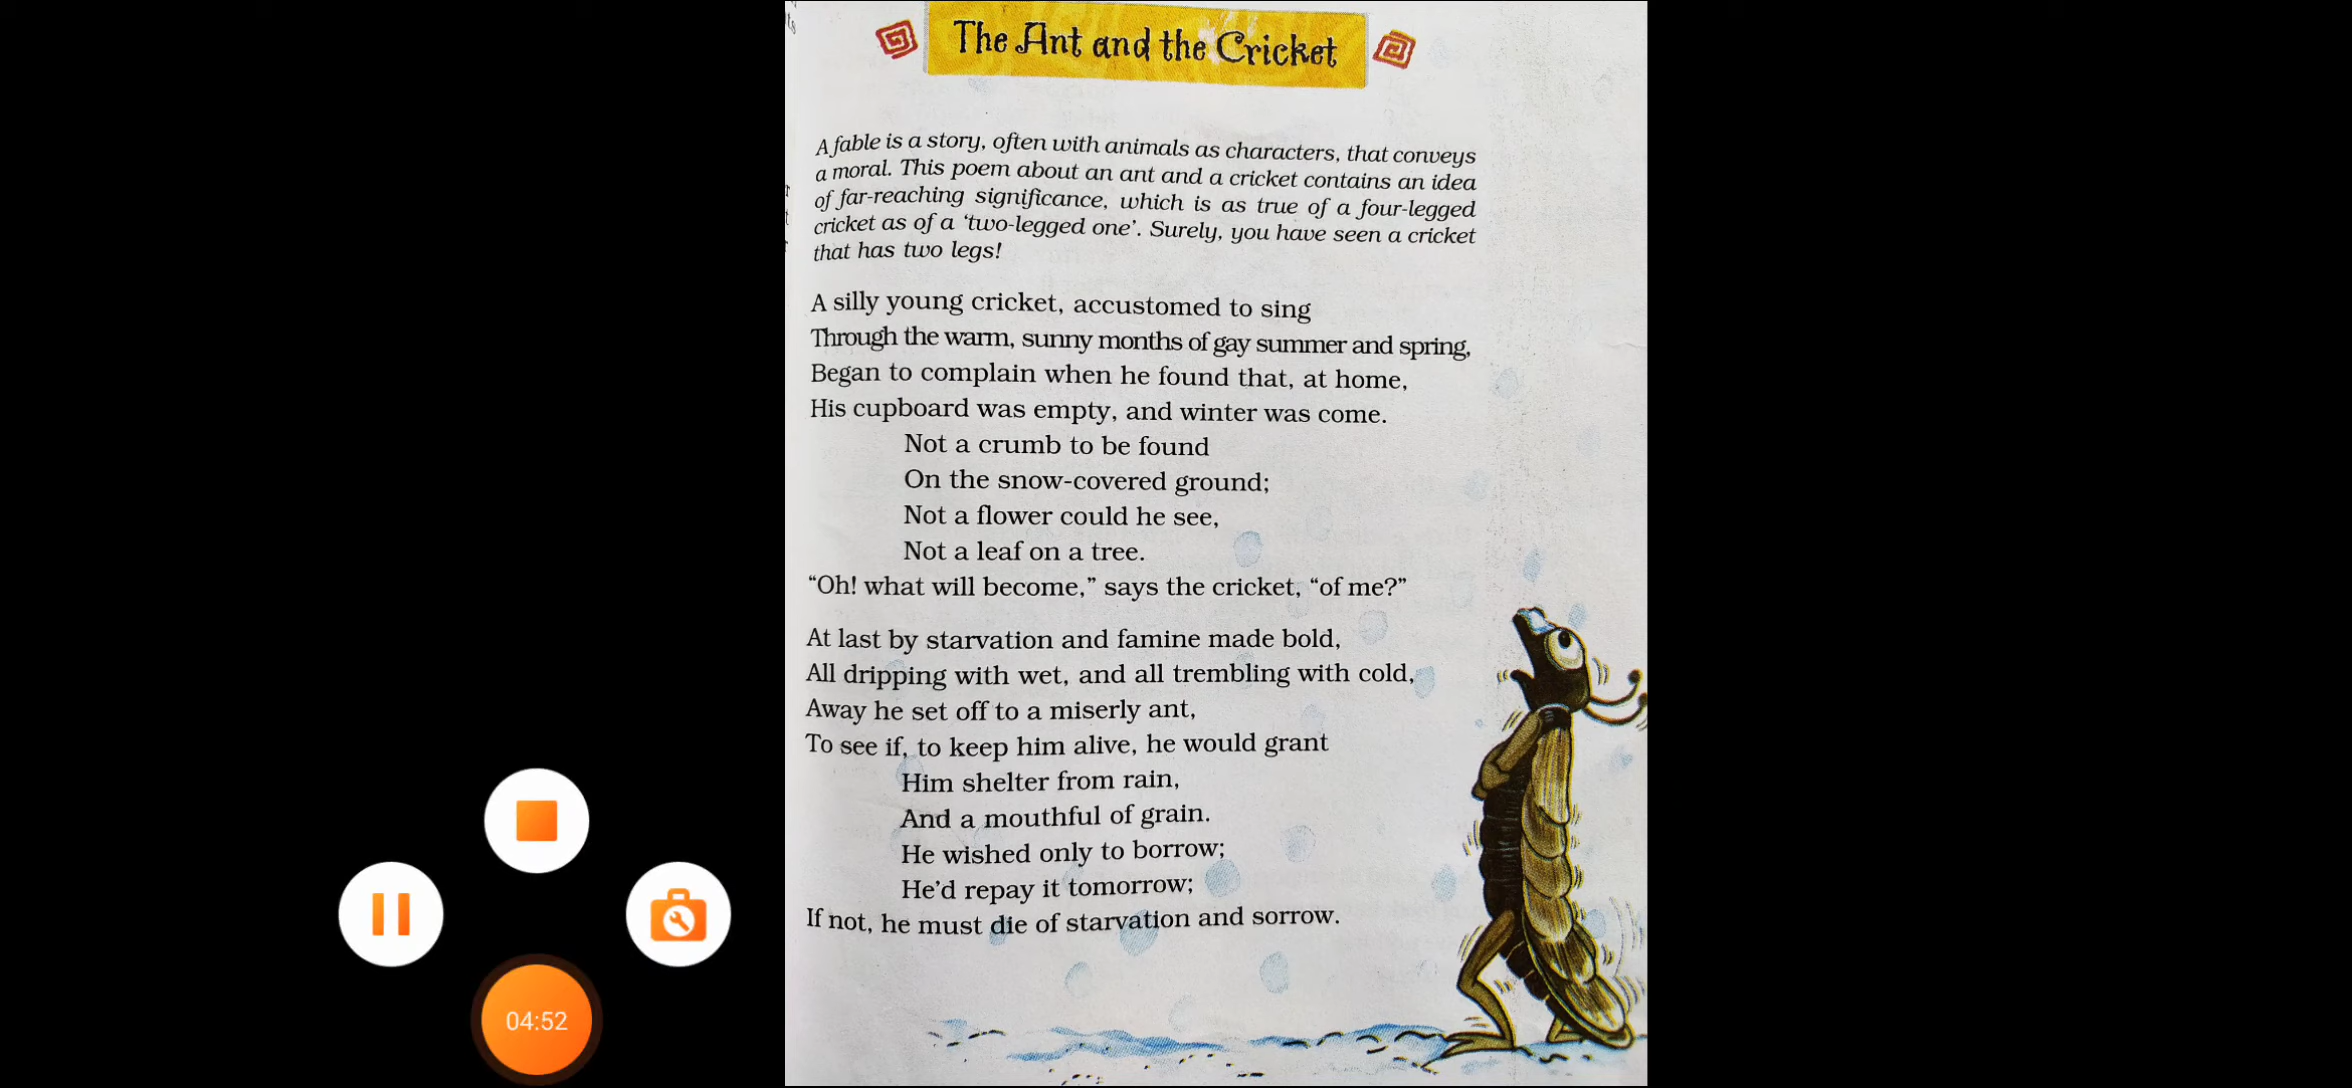 The Ant and the Cricket
A fable is a story, often with animals as characters, that conveys
a moral. This poem about an ant and a cricket contains an idea
of far-reaching significance, which is as true of a four-legged
cricket as of a ‘two-legged one’. Surely, you have seen a cricket
that has two legs!
A silly young cricket, accustomed to sing
Through the warm, sunny months of gay summer and spring,
Began to complain when he found that, at home,
His cupboard was empty, and winter was come.
Not a crumb to be found
On the snow-covered ground;
Not a flower could he see,
Not a leaf on a tree.
“Oh! what will become,” says the cricket, “of me?”
At last by starvation and famine made bold,
All dripping with wet, and all trembling with cold,
Away he set off to a miserly ant,
To see if, to keep him alive, he would grant
Him shelter from rain,
And a mouthful of grain.
He wished only to borrow;
He’d repay it tomorrow;
If not, he must die of starvation and sorrow.
04:52